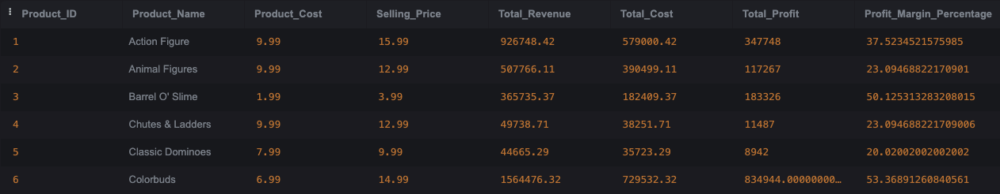 Product_ID Product_Name Product_Cost Selling_Price Total_Revenue Total_Cost Total_Profit Profit_Margin_Percentage
1 Action Figure 9.99 15.99 926748.42 579000.42 347748 37.5234521575985
2 Animal Figures 9.99 12.99 507766.11 390499.11 117267 23.09468822170901
3 Barrel O' Slime 1.99 3.99 365735.37 182409.37 183326 50.125313283208015
4 Chutes & Ladders 9.99 12.99 49738.71 38251.71 11487 23.094688221709006
5 Classic Dominoes 7.99 9.99 44665.29 35723.29 8942 20.02002002002002
6 Colorbuds 6.99 14.99 1564476.32 729532.32 834944.00000000… 53.36891260840561